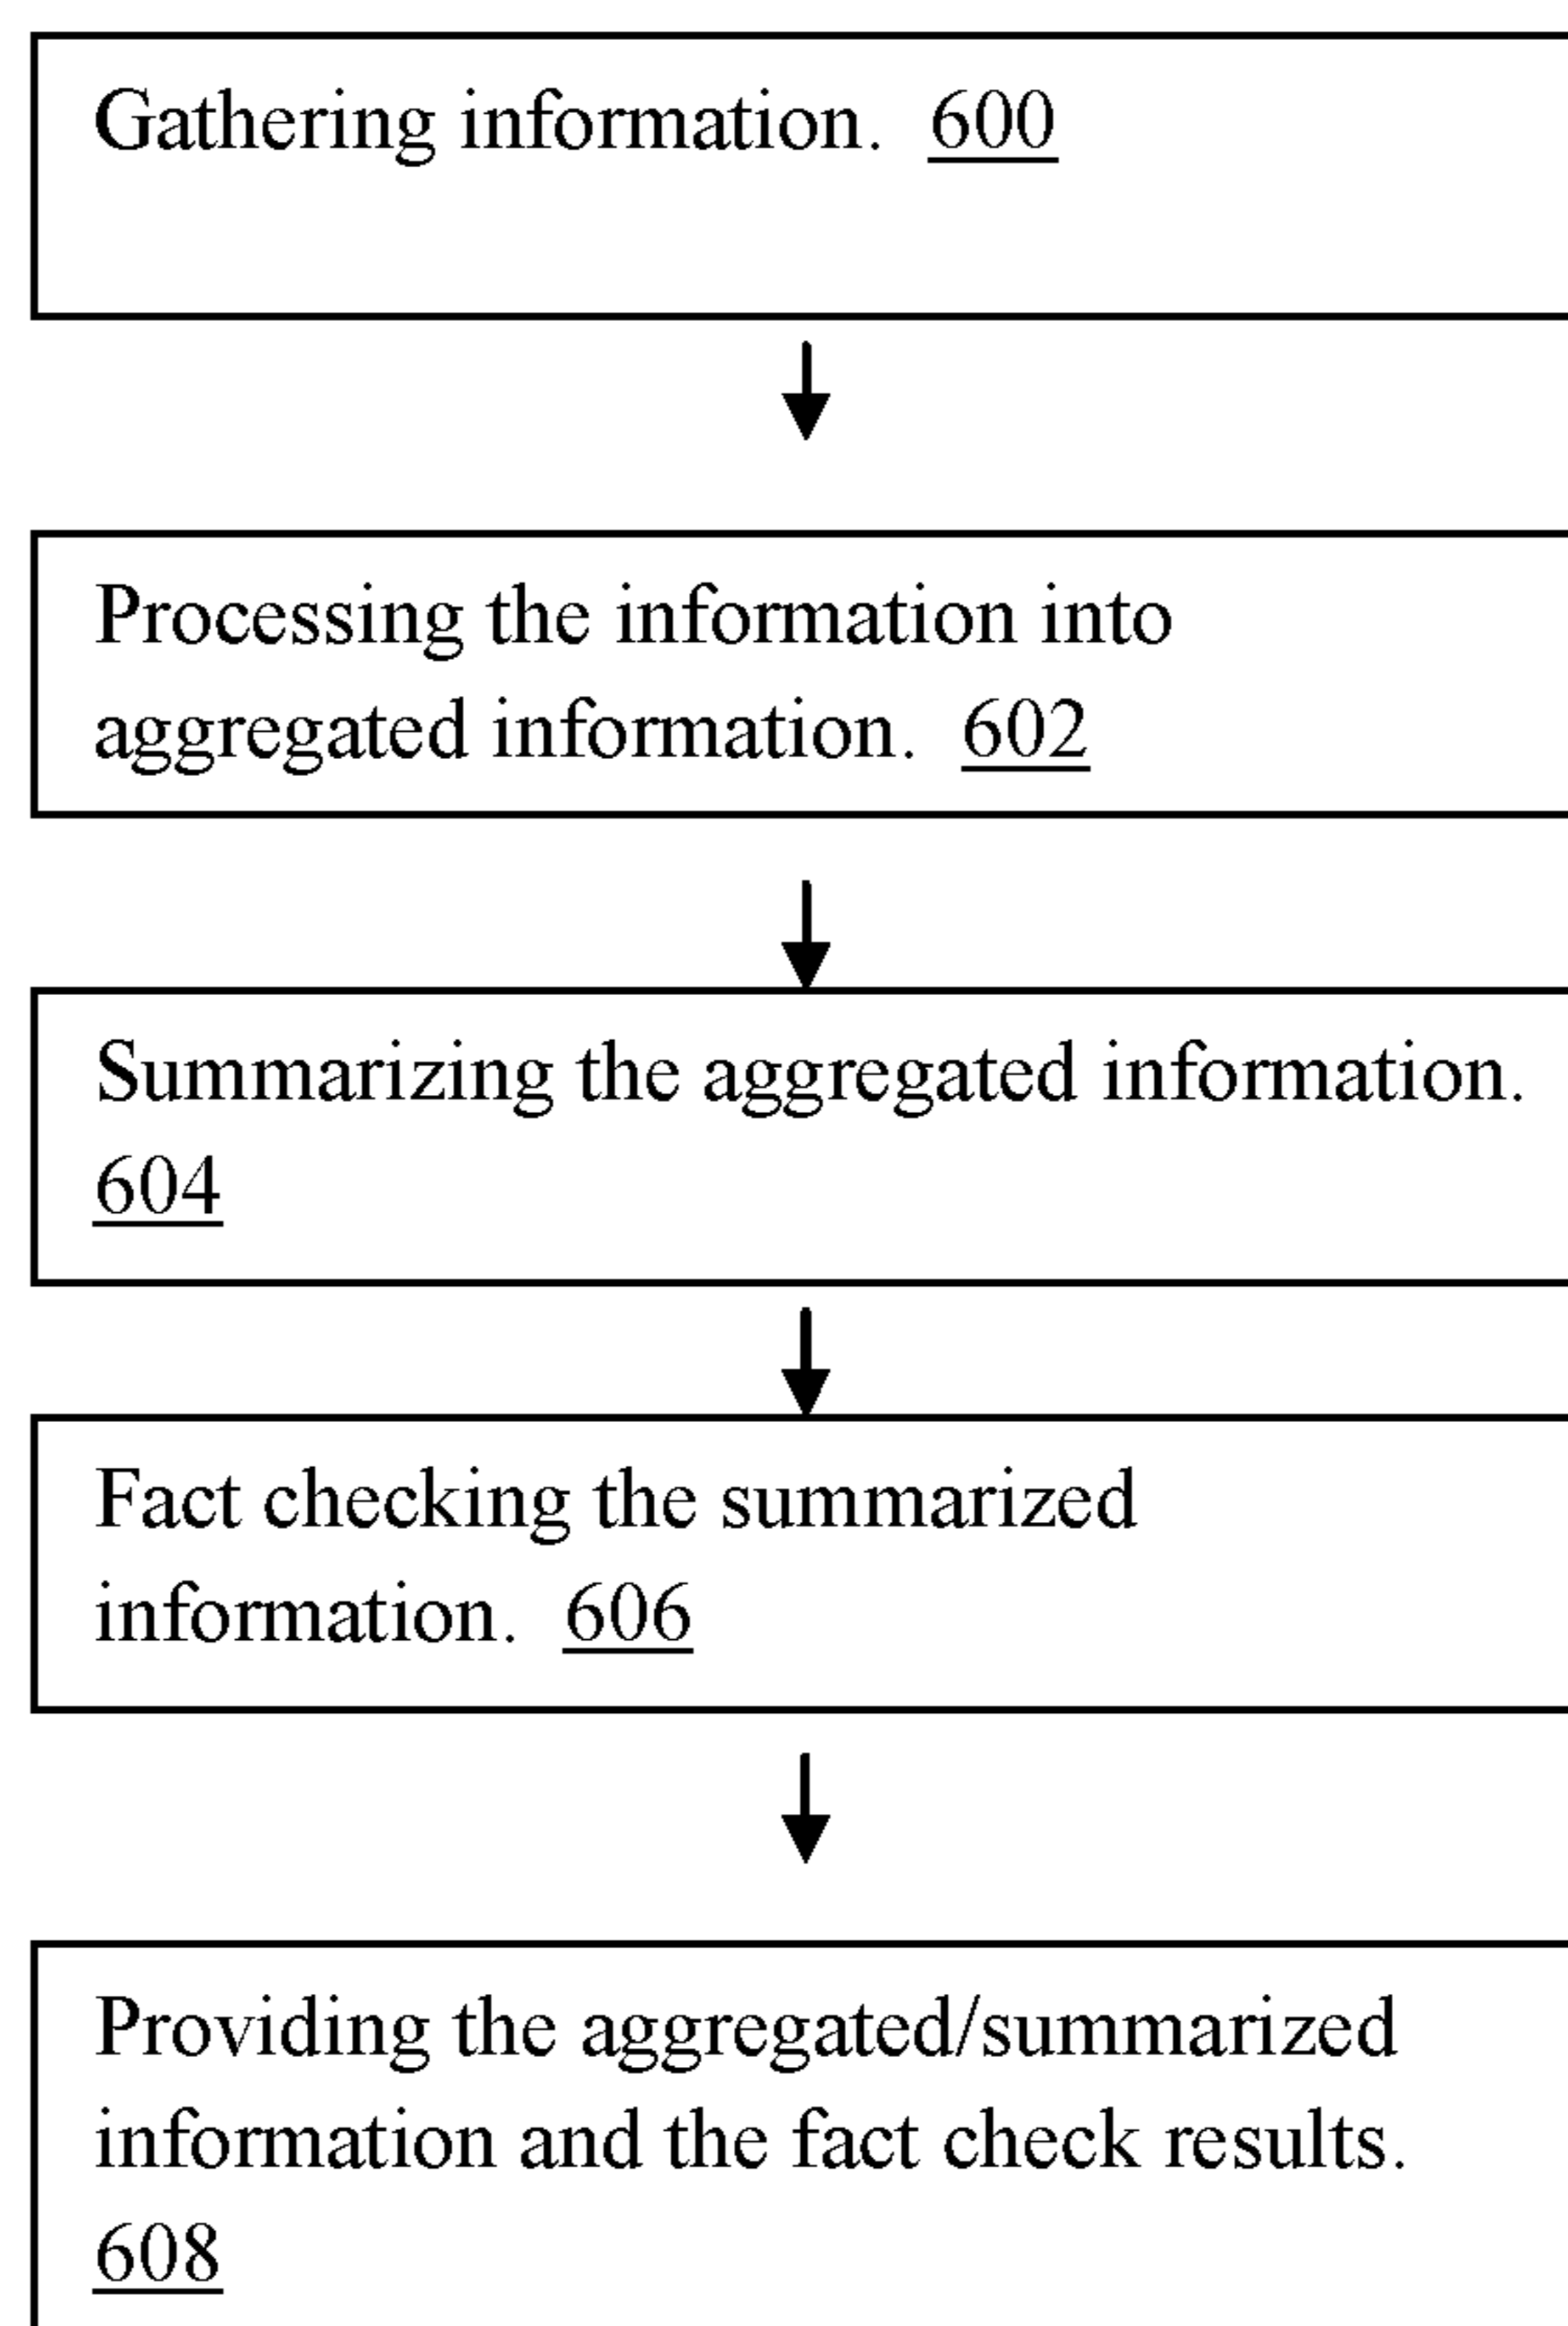 Gathering information. 600
Processing the information into
aggregated information. 602
Summarizing the aggregated information.
604
Fact checking the summarized
information. 606
Providing the aggregated/summarized
information and the fact check results.
608